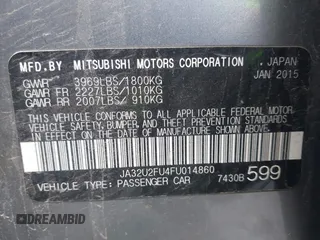 MFD.BY MITSUBISHI MOTORS CORPORATION , JAPAN
GVWR 3969LBS/1800KG JAN 2015
GAWR FR 2227LBS/1010KG
GAWR RR 2007LBS/ 910KG
THIS VEHICLE CONFORMS TO ALL APPLICABLE
FEDERAL MOTOR VEHICLE SAFETY, BUMPER,
AND THEFT PREVENTION STANDARDS
IN EFFECT ON THE DATE OF MANUFACTURE
SHOWN ABOVE.
JA32U2FU4FU014860
VEHICLE TYPE: PASSENGER CAR 7430B 599
DREAMBID